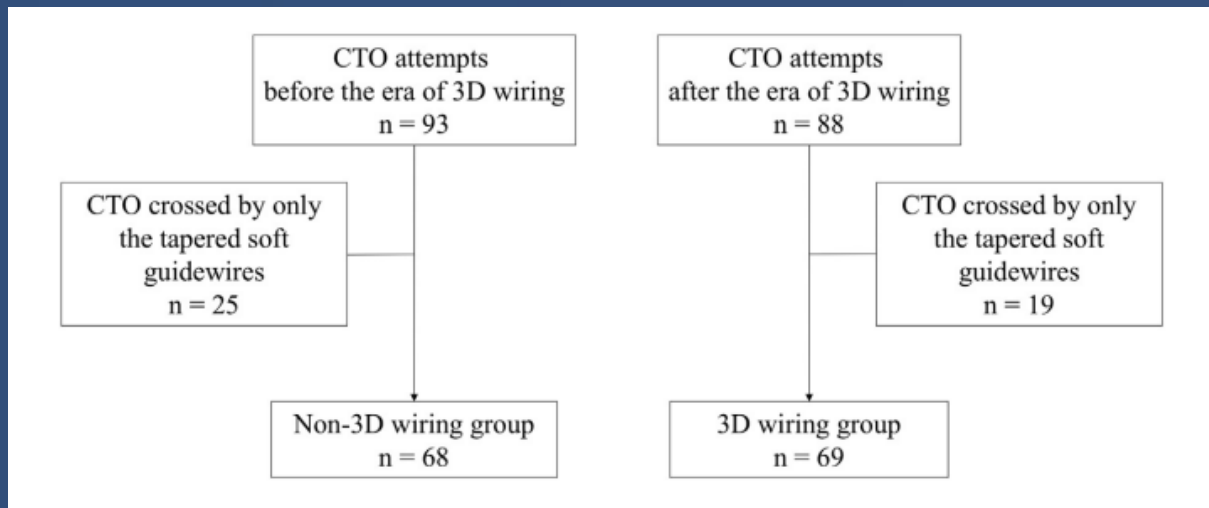 CTO attempts
before the era of 3D wiring
n = 93
CTO attempts
after the era of 3D wiring
n = 88
CTO crossed by only
the tapered soft
guidewires
n = 25
CTO crossed by only
the tapered soft
guidewires
n = 19
Non-3D wiring group
n = 68
3D wiring group
n = 69